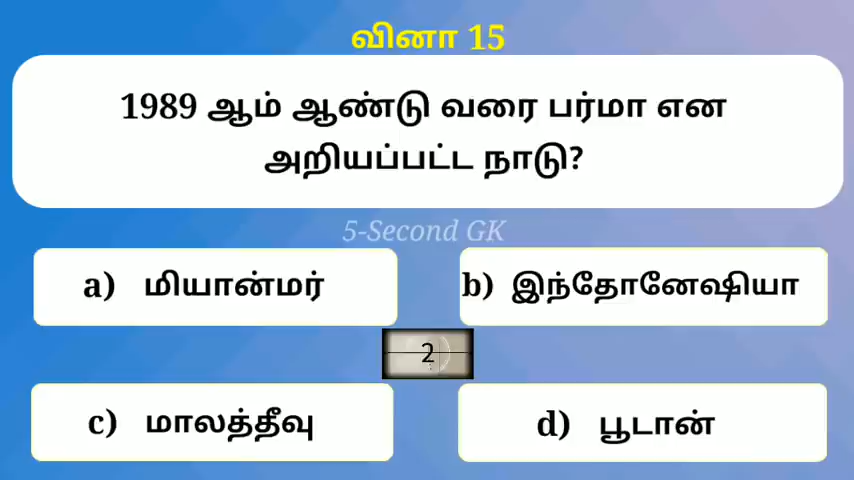 வினா 15
1989 ஆம் ஆண்டு வரை பர்மா என
அறியப்பட்ட நாடு?
5-Second GK
a) மியான்மர்
b) இந்தோனேஷியா
2
c) மாலத்தீவு
d) பூடான்